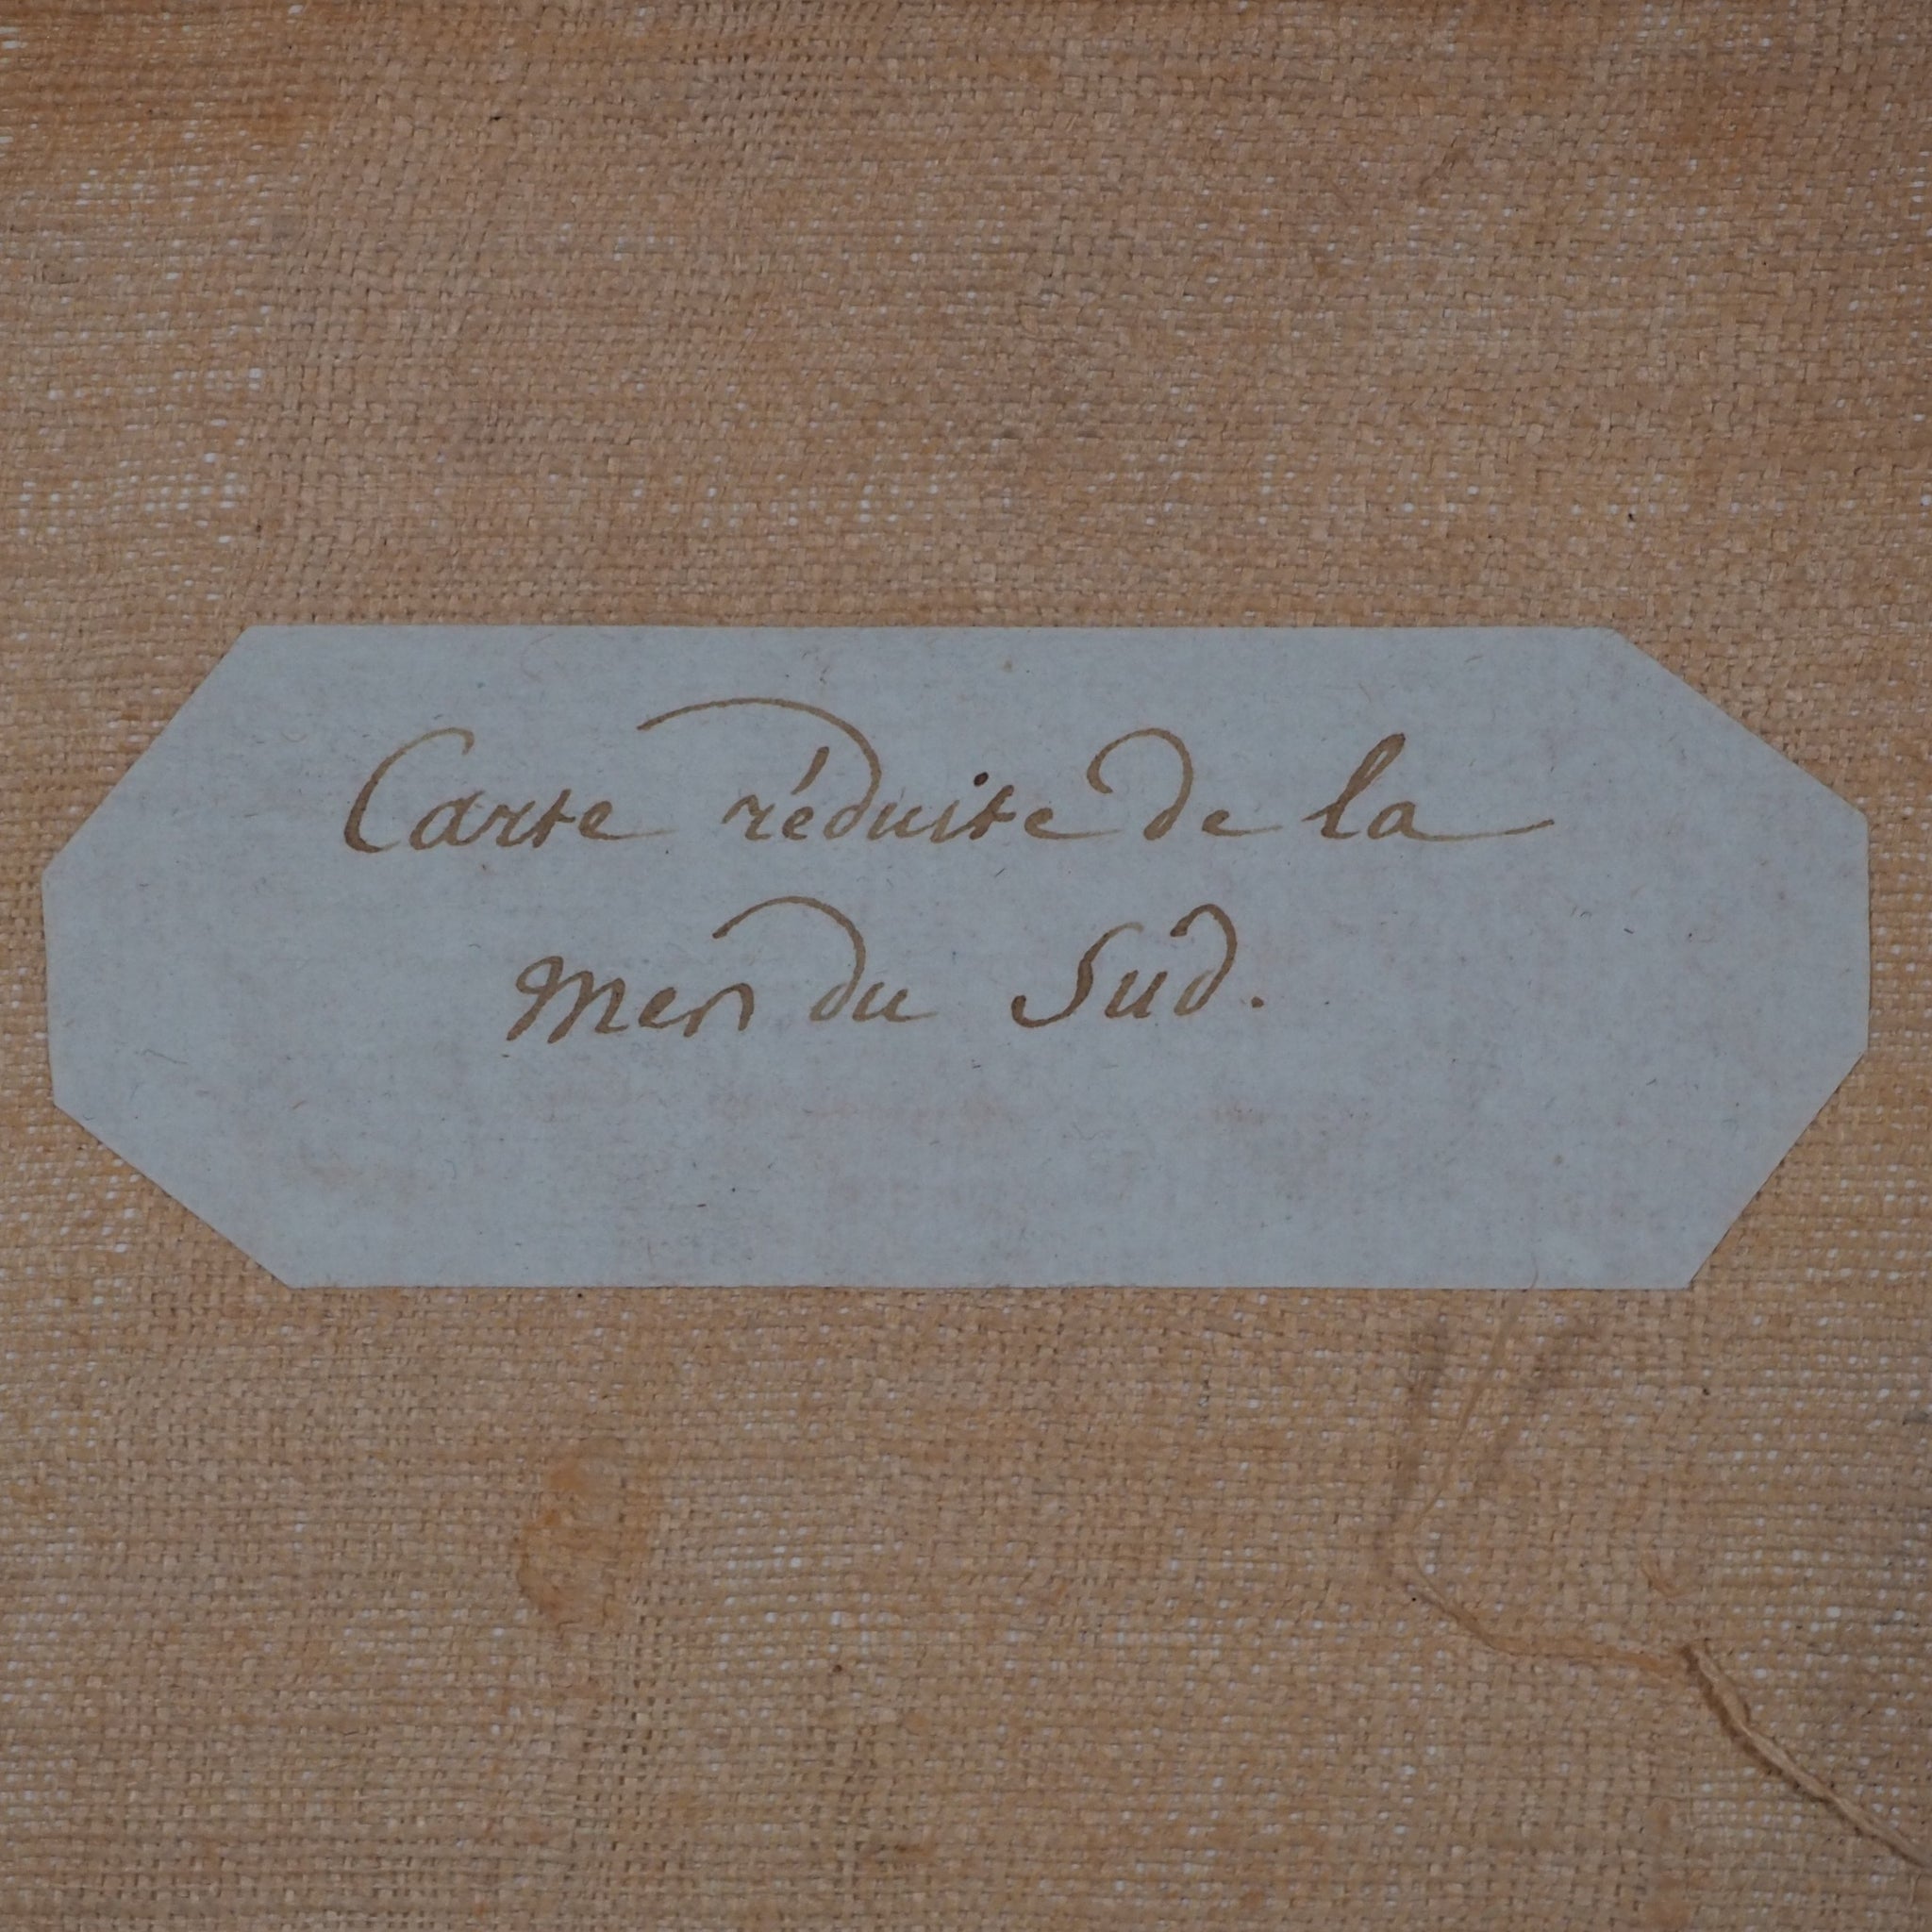 Carte réduite de la
mer du Sud.